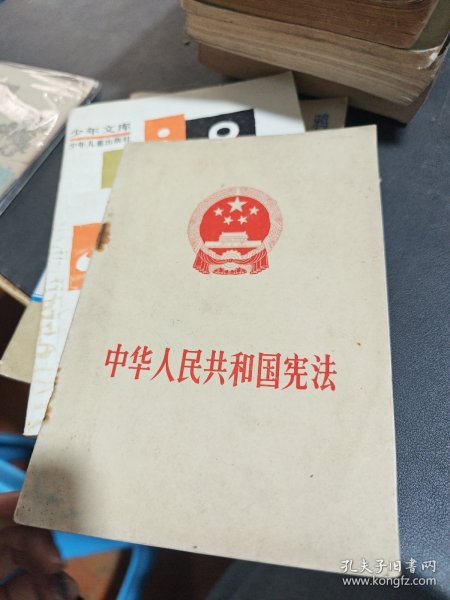 少年文库
少年儿童出版社
鸦
中华人民共和国宪法
孔夫子旧书网
www.kongfz.com